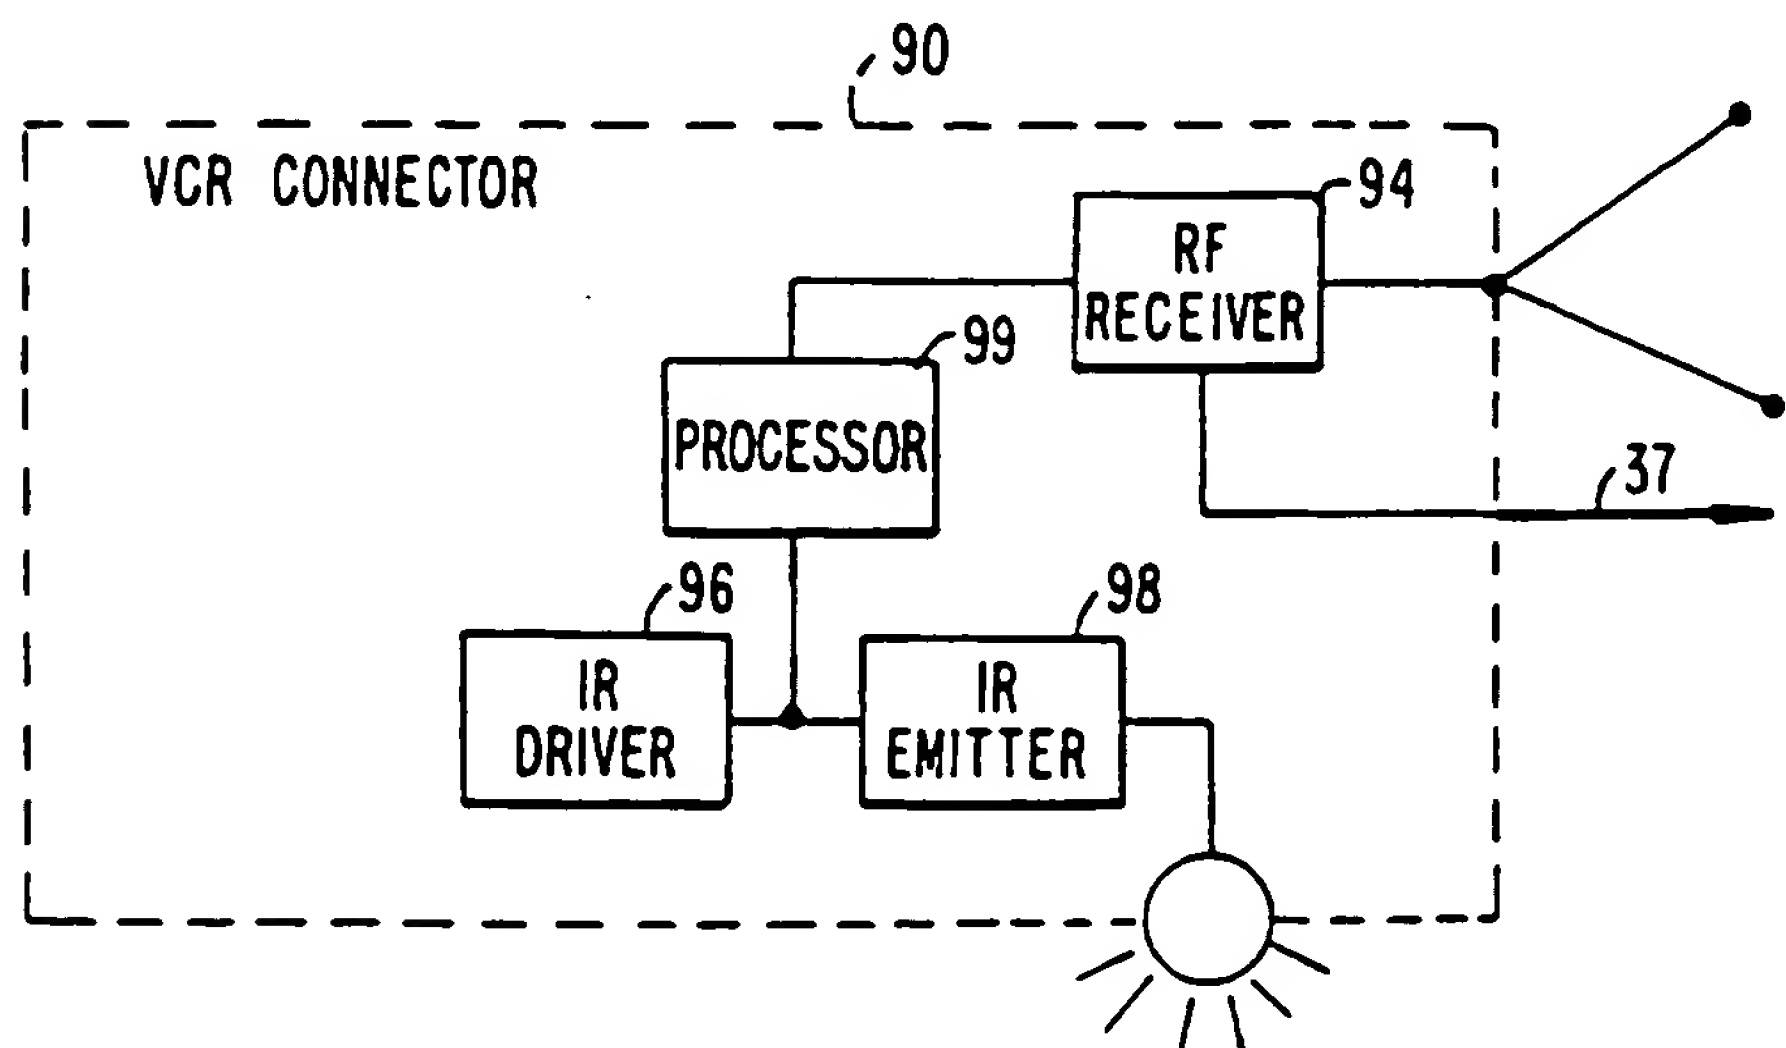 90
VCR CONNECTOR
94
RF
RECEIVER
99
PROCESSOR
37
96
98
IR
DRIVER
IR
EMITTER